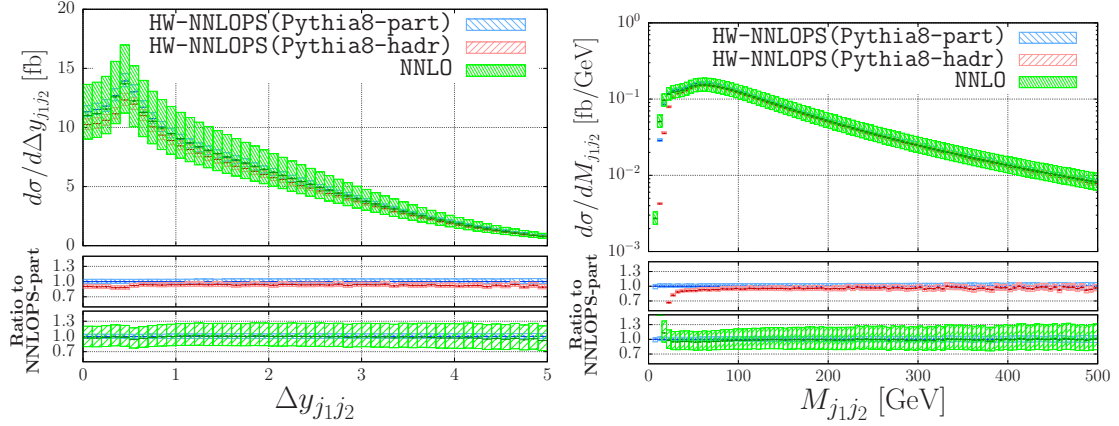 HW-NNLOPS(Pythia8-part)
HW-NNLOPS(Pythia8-hadr)
NNLO
dσ/dΔy_{j_1j_2} [fb]
20
15
10
5
0
1.3
1.0
0.7
1.3
1.0
0.7
Ratio to
NNLOPS-part
0 1 2 3 4 5
Δy_{j_1j_2}
HW-NNLOPS(Pythia8-part)
HW-NNLOPS(Pythia8-hadr)
NNLO
dσ/dM_{j_1j_2} [fb/GeV]
10^0
10^{−1}
10^{−2}
10^{−3}
1.3
1.0
0.7
1.3
1.0
0.7
Ratio to
NNLOPS-part
0 100 200 300 400 500
M_{j_1j_2} [GeV]